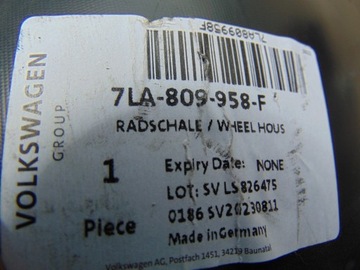 7LA809958F
VOLKSWAGEN
GROUP
7LA-809-958-F
RADSCHALE / WHEEL HOUS
1
Piece
Expiry Date: NONE
LOT: SV LS 826475
0186 SV20230811
Made in Germany
Volkswagen AG, Postfach 1451, 34219 Baunatal